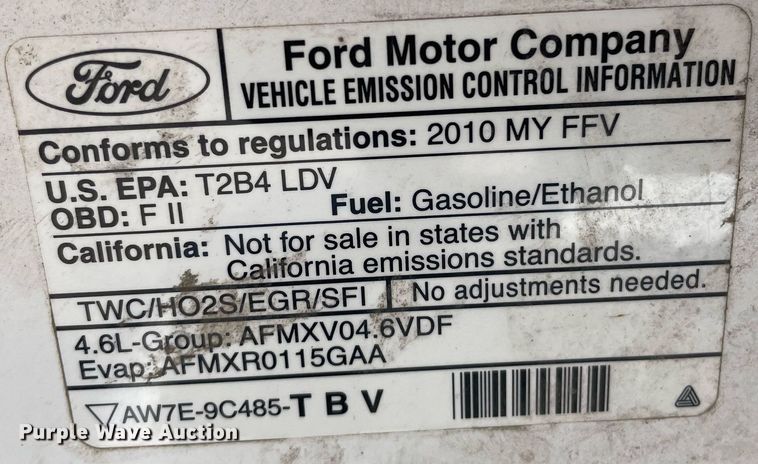 Ford
Ford Motor Company
VEHICLE EMISSION CONTROL INFORMATION
Conforms to regulations: 2010 MY FFV
U.S. EPA: T2B4 LDV
OBD: F II
Fuel: Gasoline/Ethanol
California: Not for sale in states with
California emissions standards.
TWC/HO2S/EGR/SFI
No adjustments needed.
4.6L-Group: AFMXV04.6VDF
Evap: AFMXR0115GAA
AW7E-9C485-T B V
Purple Wave Auction